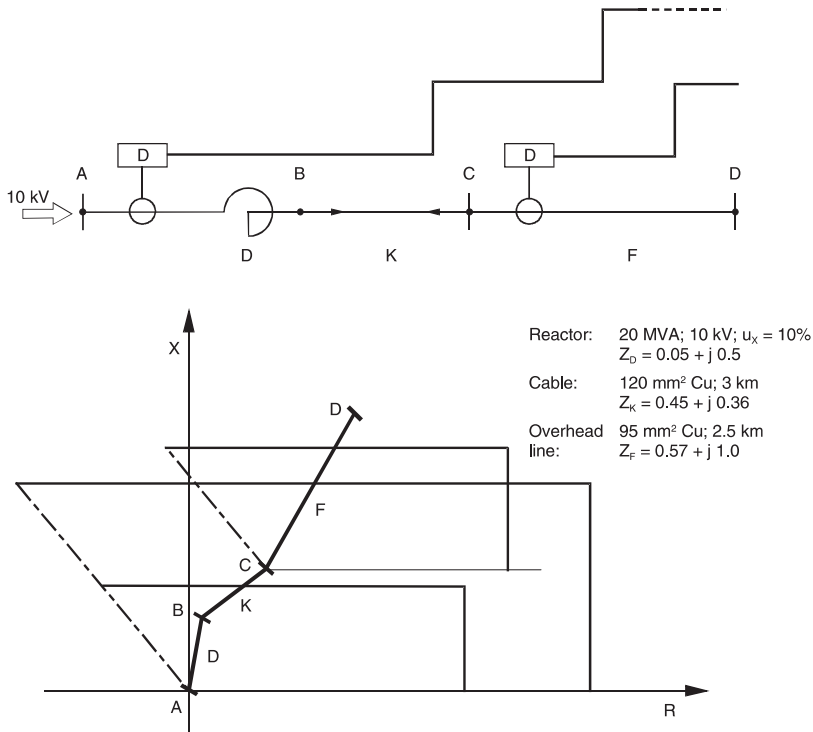 D
D
A
B
C
D
10 kV
D
K
F
X
Reactor: 20 MVA; 10 kV; uX = 10%
ZD = 0.05 + j 0.5
Cable: 120 mm² Cu; 3 km
ZK = 0.45 + j 0.36
Overhead line: 95 mm² Cu; 2.5 km
ZF = 0.57 + j 1.0
D
F
C
K
B
D
A
R